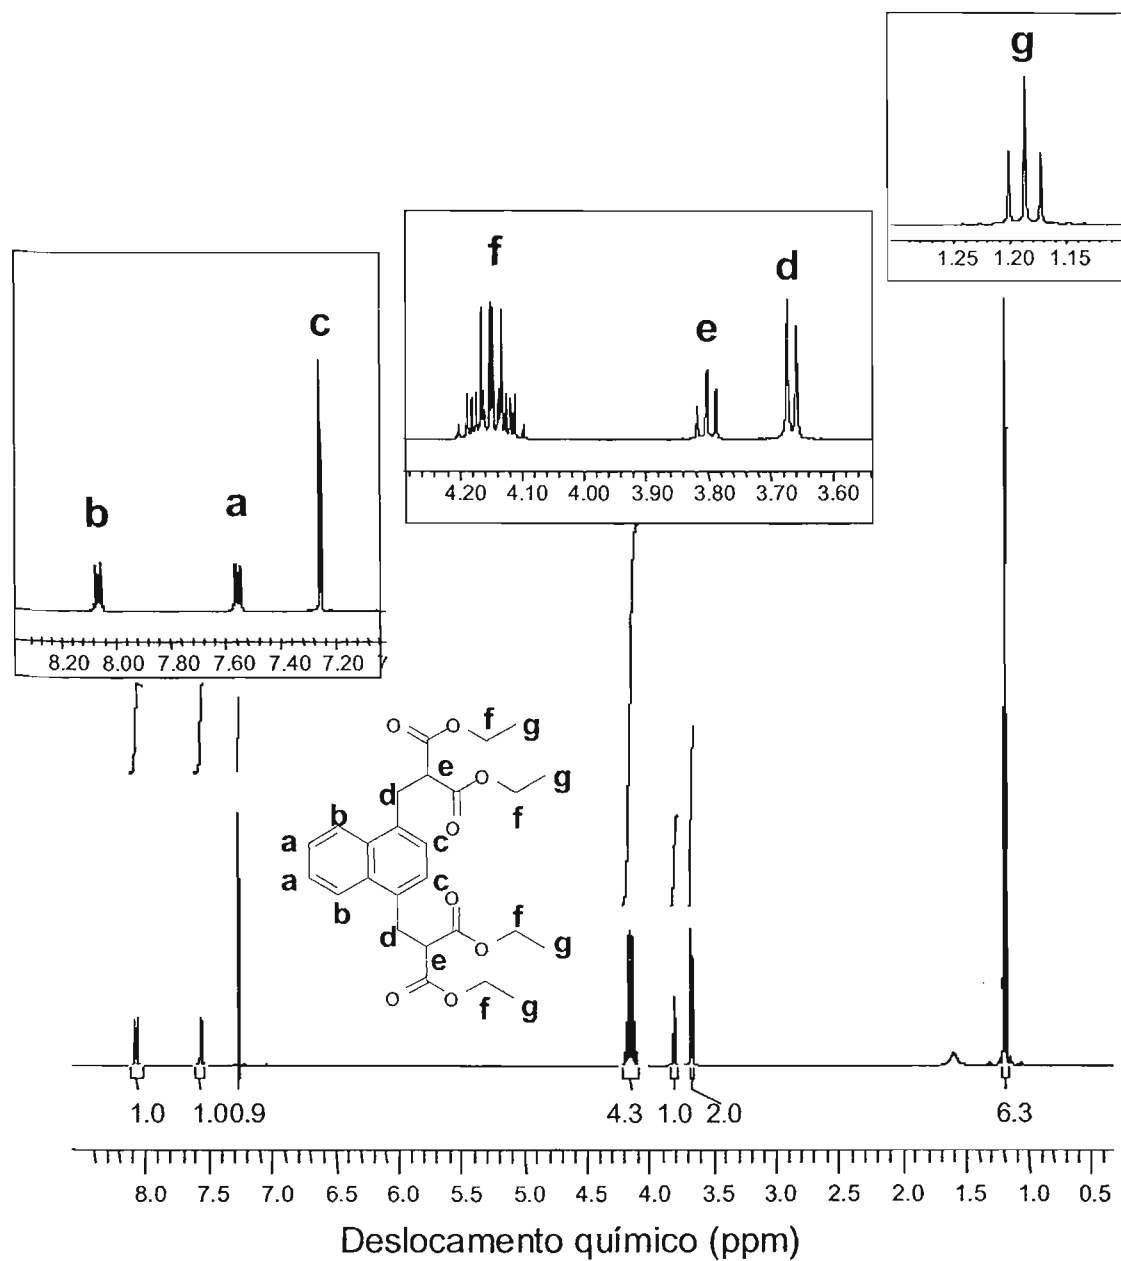 g
1.25 1.20 1.15
f
e
d
4.20 4.10 4.00 3.90 3.80 3.70 3.60
c
b
a
8.20 8.00 7.80 7.60 7.40 7.20
O O f g
e O g
d O f
b
a c
a c
b O f
d O g
e
O O f g
1.0 1.0 0.9 4.3 1.0 2.0 6.3
8.0 7.5 7.0 6.5 6.0 5.5 5.0 4.5 4.0 3.5 3.0 2.5 2.0 1.5 1.0 0.5
Deslocamento químico (ppm)